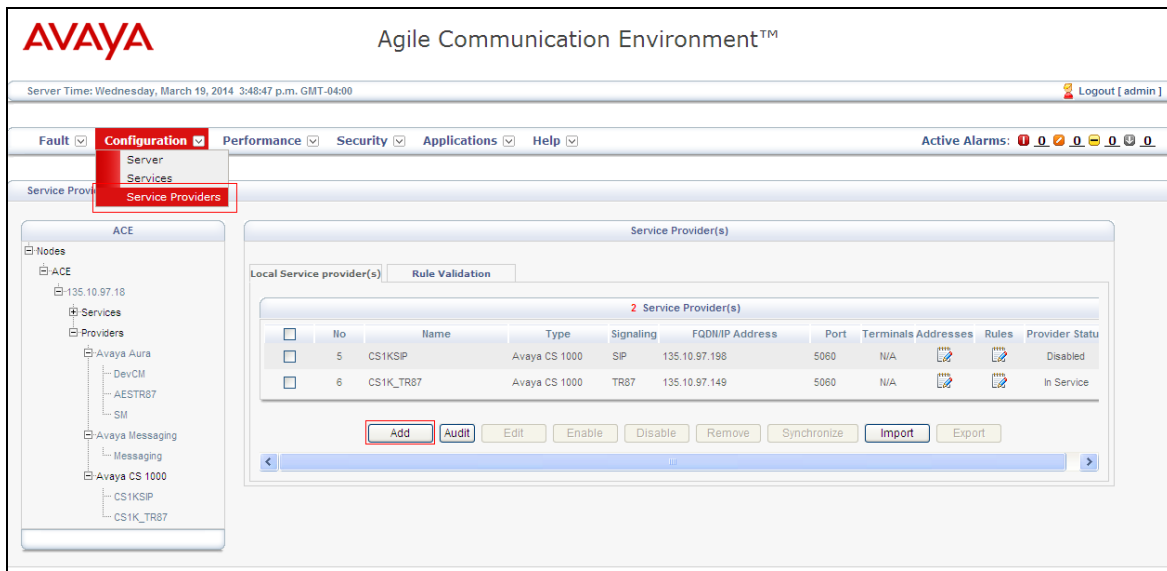 AVAYA
Agile Communication Environment™
Server Time: Wednesday, March 19, 2014 3:48:47 p.m. GMT-04:00
Logout [ admin ]
Fault Configuration Performance Security Applications Help Active Alarms: 0 0 0 0
Server
Services
Service Providers
Service Provi
ACE
Nodes
ACE
135.10.97.18
Services
Providers
Avaya Aura
DevCM
AESTR87
SM
Avaya Messaging
Messaging
Avaya CS 1000
CS1KSIP
CS1K_TR87
Service Provider(s)
Local Service provider(s) Rule Validation
2 Service Provider(s)
No Name Type Signaling FQDN/IP Address Port Terminals Addresses Rules Provider Statu
5 CS1KSIP Avaya CS 1000 SIP 135.10.97.198 5060 N/A Disabled
6 CS1K_TR87 Avaya CS 1000 TR87 135.10.97.149 5060 N/A In Service
Add Audit Edit Enable Disable Remove Synchronize Import Export